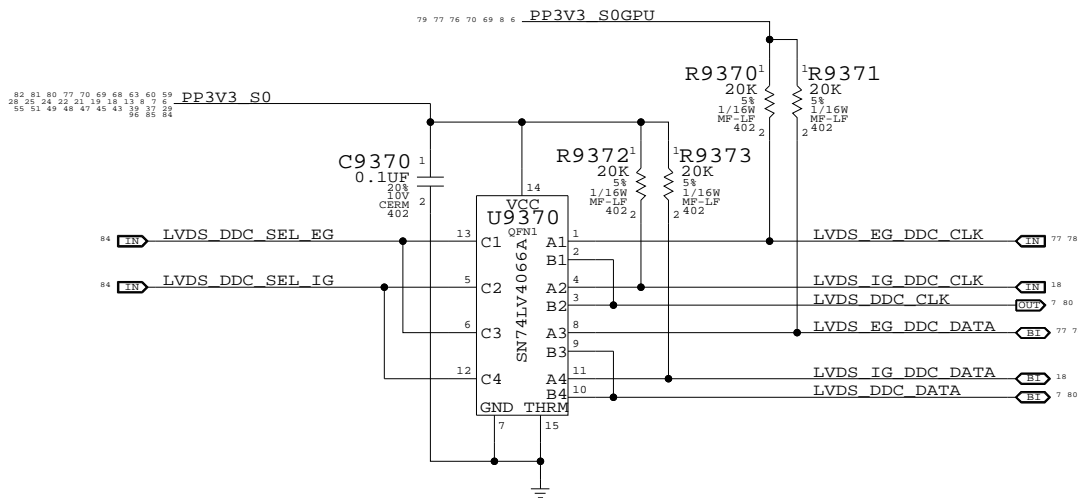 79 77 76 70 69 8 6 PP3V3_S0GPU
R9370 1
20K
5%
1/16W
MF-LF
402
2
1 R9371
20K
5%
1/16W
MF-LF
402
2
82 81 80 77 70 69 68 63 60 59
28 25 24 22 21 19 18 13 8 7 6
55 51 49 48 47 45 43 39 37 29
96 85 84
PP3V3_S0
C9370 1
0.1UF
20%
10V
CERM
402
2
R9372 1
20K
5%
1/16W
MF-LF
402
2
1 R9373
20K
5%
1/16W
MF-LF
402
2
14
VCC
U9370
QFN1
SN74LV4066A
84 IN LVDS_DDC_SEL_EG 13 C1
84 IN LVDS_DDC_SEL_IG 5 C2
6 C3
12 C4
A1 1 LVDS_EG_DDC_CLK IN 77 78
B1 2
A2 4 LVDS_IG_DDC_CLK IN 18
B2 3 LVDS_DDC_CLK OUT 7 80
A3 8 LVDS_EG_DDC_DATA BI 77 7
B3 9
A4 11 LVDS_IG_DDC_DATA BI 18
B4 10 LVDS_DDC_DATA BI 7 80
GND THRM
7 15